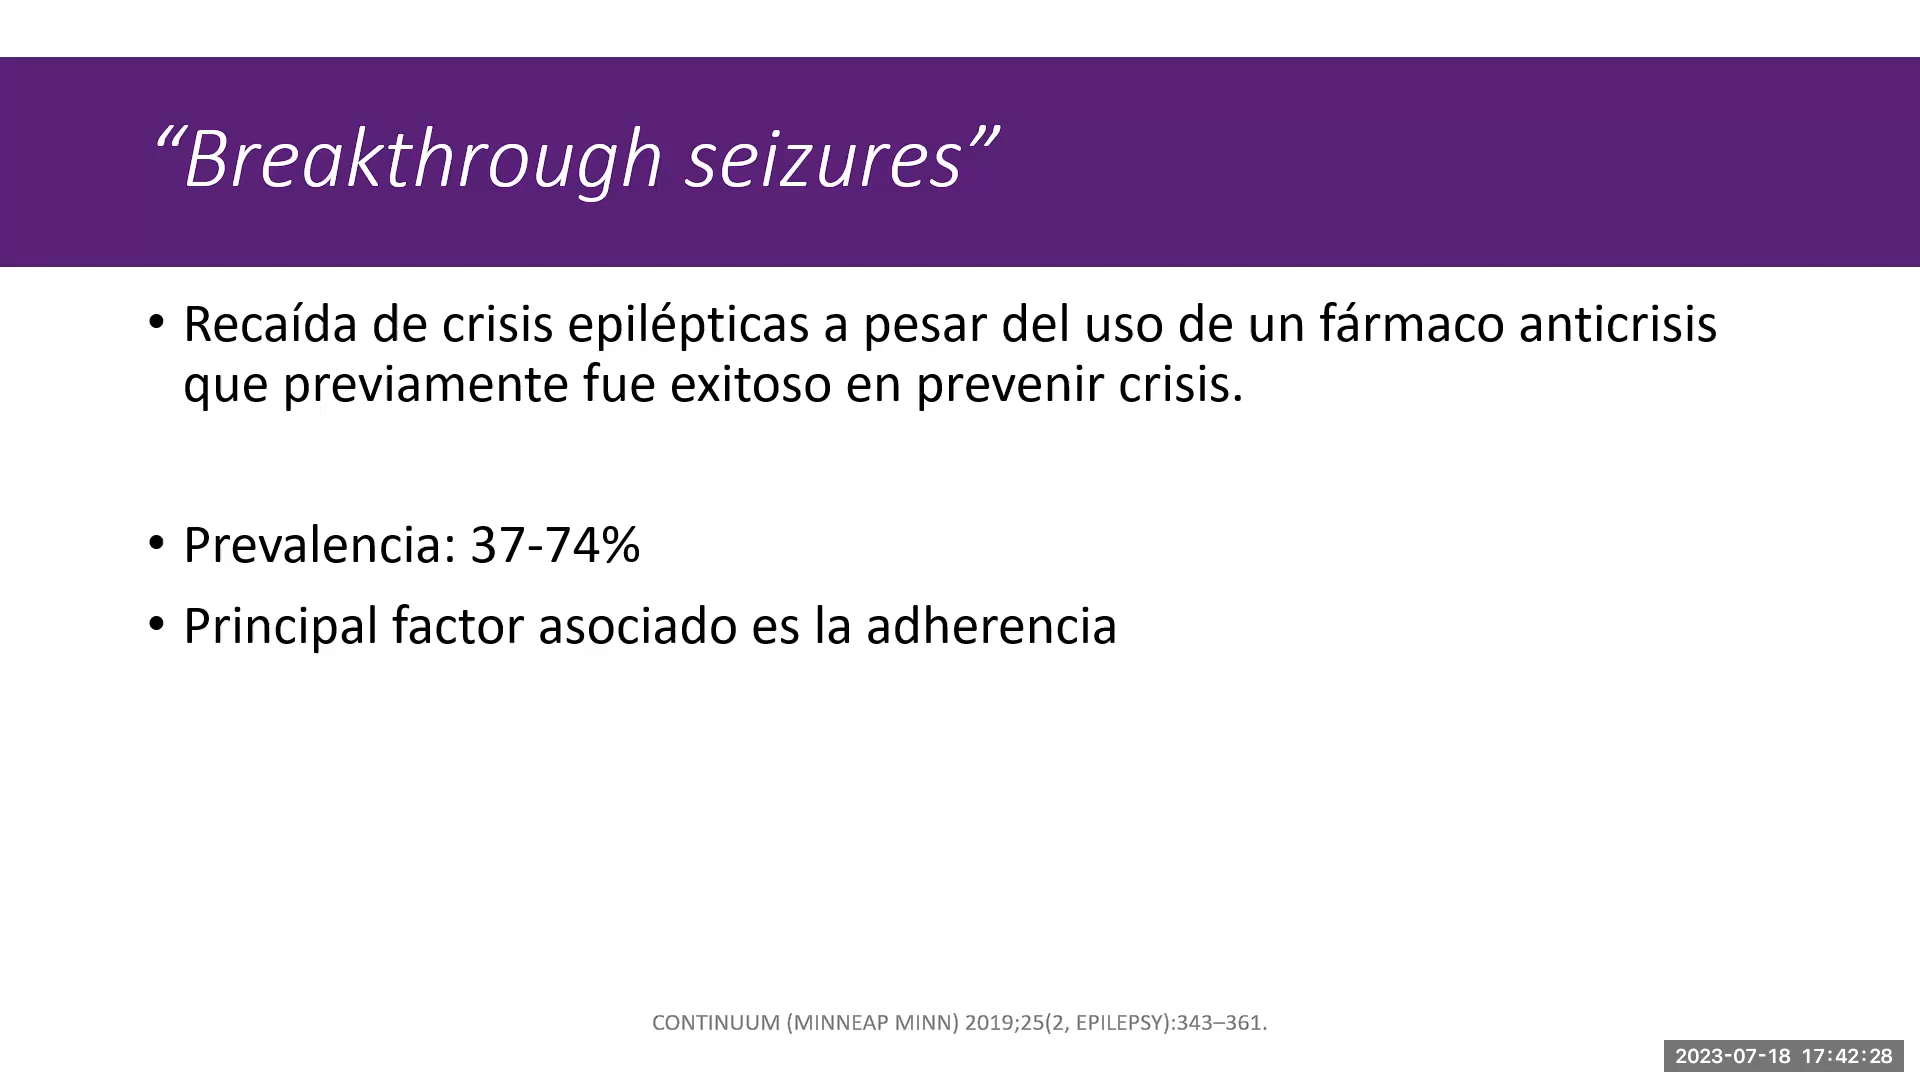 “Breakthrough seizures”
• Recaída de crisis epilépticas a pesar del uso de un fármaco anticrisis
que previamente fue exitoso en prevenir crisis.
• Prevalencia: 37-74%
• Principal factor asociado es la adherencia
CONTINUUM (MINNEAP MINN) 2019;25(2, EPILEPSY):343–361.
2023-07-18 17:42:28